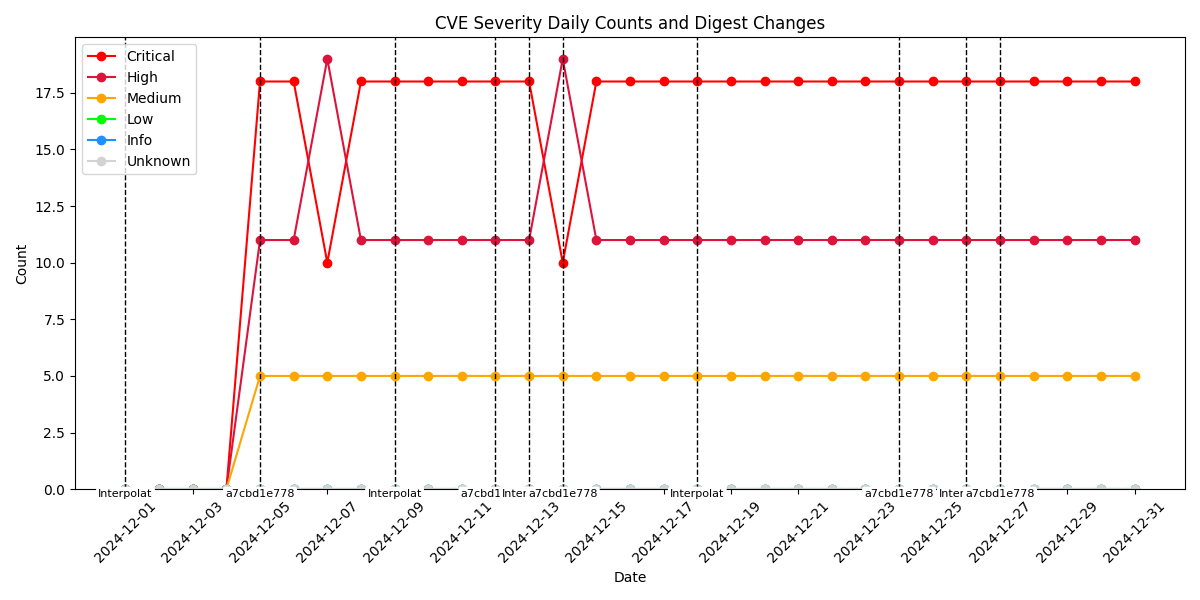 CVE Severity Daily Counts and Digest Changes
Critical
High
Medium
Low
Info
Unknown
Count
17.5
15.0
12.5
10.0
7.5
5.0
2.5
0.0
Interpolat
a7cbd1e778
Interpolat
a7cbd1
Inter
a7cbd1e778
Interpolat
a7cbd1e778
Inter
a7cbd1e778
2024-12-01
2024-12-03
2024-12-05
2024-12-07
2024-12-09
2024-12-11
2024-12-13
2024-12-15
2024-12-17
2024-12-19
2024-12-21
2024-12-23
2024-12-25
2024-12-27
2024-12-29
2024-12-31
Date